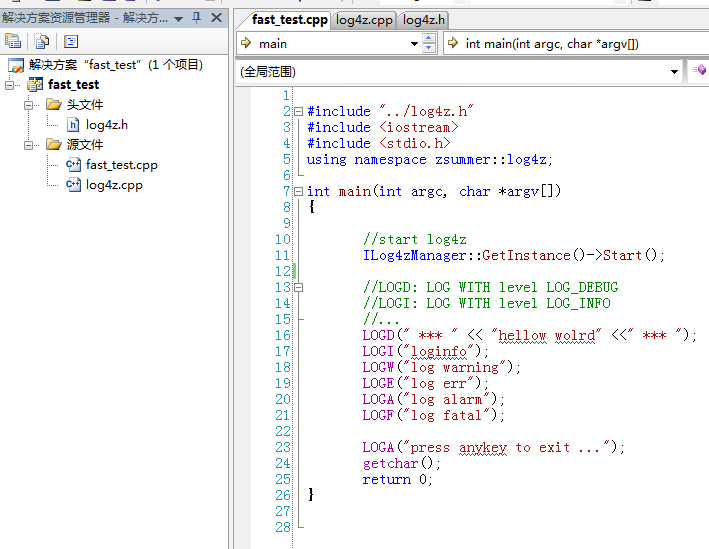 解决方案资源管理器 - 解决方...
解决方案 "fast_test" (1 个项目)
fast_test
头文件
log4z.h
源文件
fast_test.cpp
log4z.cpp
fast_test.cpp log4z.cpp log4z.h
main int main(int argc, char *argv[])
(全局范围)
1
2 #include "../log4z.h"
3 #include <iostream>
4 #include <stdio.h>
5 using namespace zsummer::log4z;
6
7 int main(int argc, char *argv[])
8 {
9
10 //start log4z
11 ILog4zManager::GetInstance()->Start();
12
13 //LOGD: LOG WITH level LOG_DEBUG
14 //LOGI: LOG WITH level LOG_INFO
15 //...
16 LOGD(" *** " << "hellow wolrd" <<" *** ");
17 LOGI("loginfo");
18 LOGW("log warning");
19 LOGE("log err");
20 LOGA("log alarm");
21 LOGF("log fatal");
22
23 LOGA("press anykey to exit ...");
24 getchar();
25 return 0;
26 }
27
28